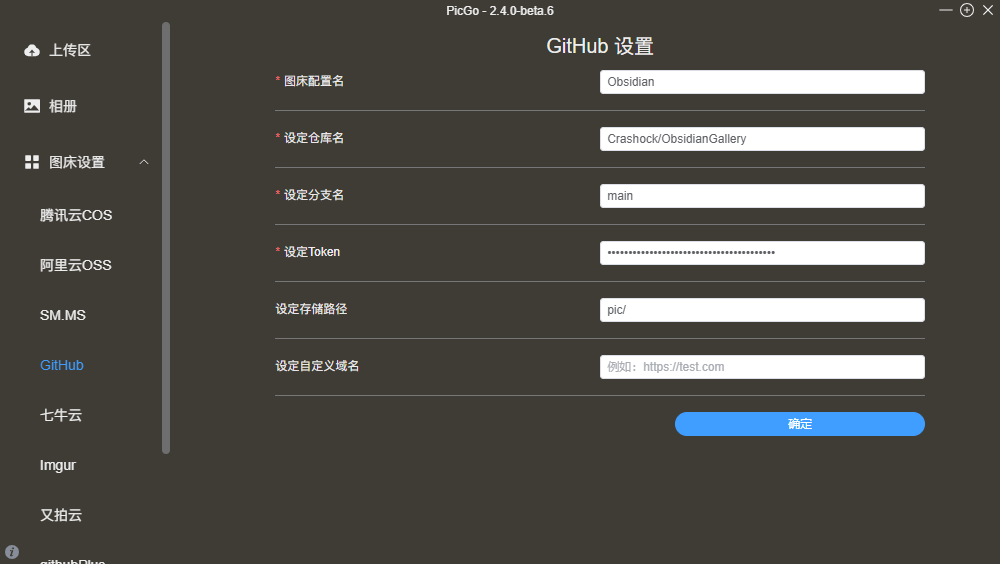 PicGo - 2.4.0-beta.6
上传区
相册
图床设置
腾讯云COS
阿里云OSS
SM.MS
GitHub
七牛云
Imgur
又拍云
githubPlus
GitHub 设置
* 图床配置名
Obsidian
* 设定仓库名
Crashock/ObsidianGallery
* 设定分支名
main
* 设定Token
••••••••••••••••••••••••••••••••••••••••
设定存储路径
pic/
设定自定义域名
例如：https://test.com
确定